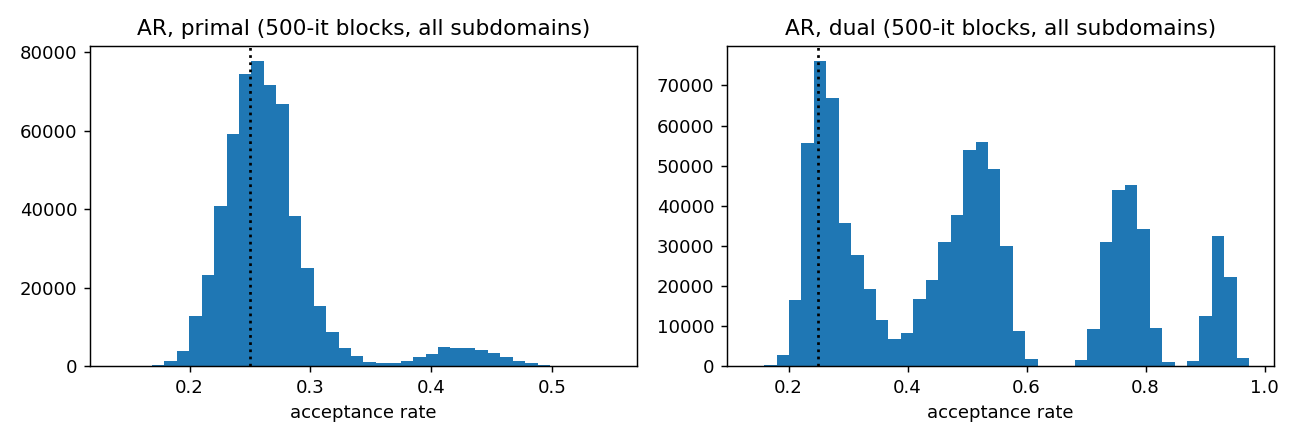 AR, primal (500-it blocks, all subdomains)
80000
60000
40000
20000
0
0.2 0.3 0.4 0.5
acceptance rate
AR, dual (500-it blocks, all subdomains)
70000
60000
50000
40000
30000
20000
10000
0
0.2 0.4 0.6 0.8 1.0
acceptance rate